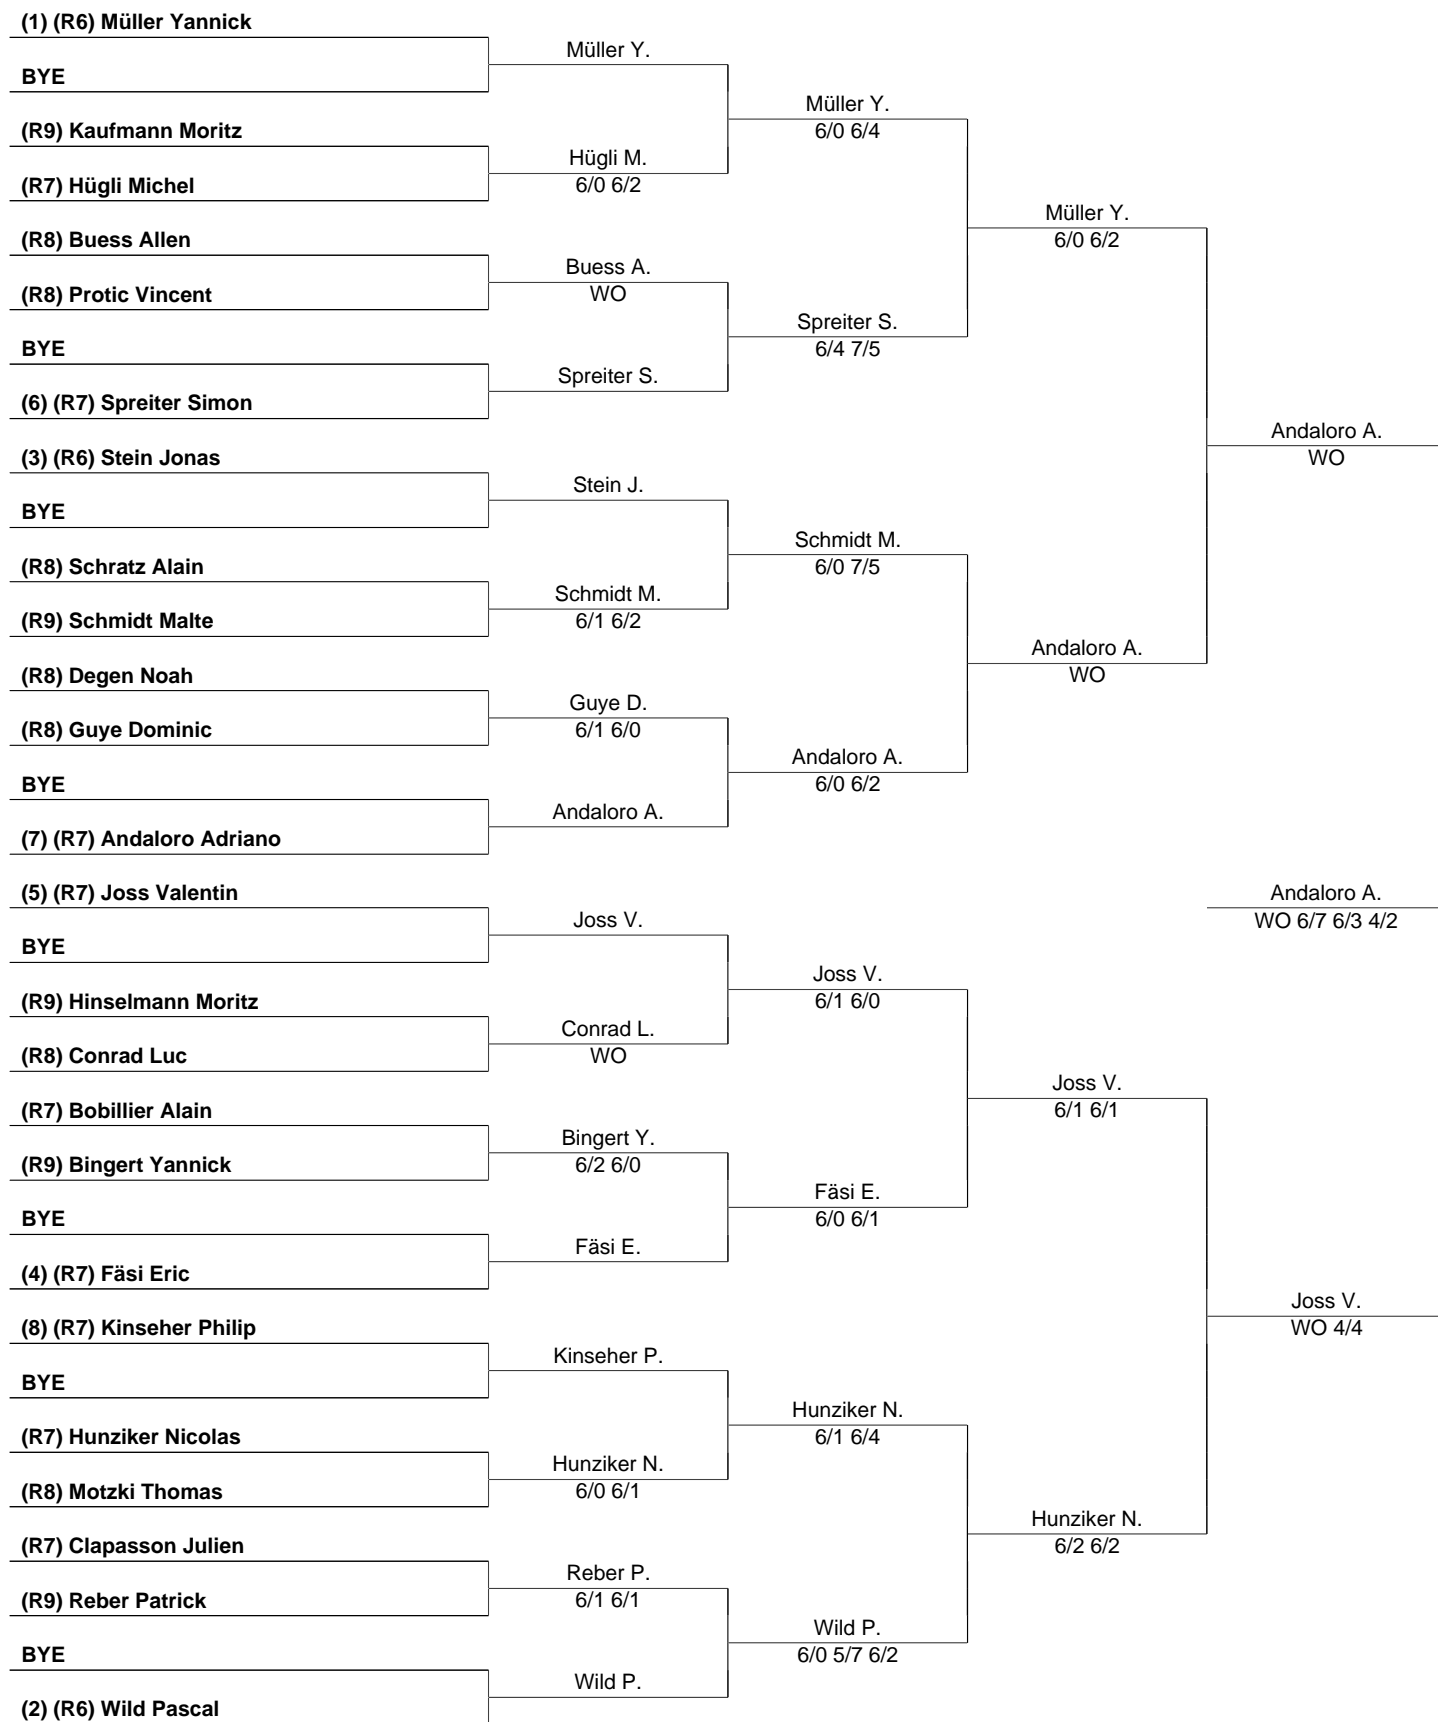 (1) (R6) Müller Yannick
BYE
(R9) Kaufmann Moritz
(R7) Hügli Michel
(R8) Buess Allen
(R8) Protic Vincent
BYE
(6) (R7) Spreiter Simon
(3) (R6) Stein Jonas
BYE
(R8) Schratz Alain
(R9) Schmidt Malte
(R8) Degen Noah
(R8) Guye Dominic
BYE
(7) (R7) Andaloro Adriano
(5) (R7) Joss Valentin
BYE
(R9) Hinselmann Moritz
(R8) Conrad Luc
(R7) Bobillier Alain
(R9) Bingert Yannick
BYE
(4) (R7) Fäsi Eric
(8) (R7) Kinseher Philip
BYE
(R7) Hunziker Nicolas
(R8) Motzki Thomas
(R7) Clapasson Julien
(R9) Reber Patrick
BYE
(2) (R6) Wild Pascal
Müller Y.
Hügli M.
6/0 6/2
Buess A.
WO
Spreiter S.
Stein J.
Schmidt M.
6/1 6/2
Guye D.
6/1 6/0
Andaloro A.
Joss V.
Conrad L.
WO
Bingert Y.
6/2 6/0
Fäsi E.
Kinseher P.
Hunziker N.
6/0 6/1
Reber P.
6/1 6/1
Wild P.
Müller Y.
6/0 6/4
Spreiter S.
6/4 7/5
Schmidt M.
6/0 7/5
Andaloro A.
6/0 6/2
Joss V.
6/1 6/0
Fäsi E.
6/0 6/1
Hunziker N.
6/1 6/4
Wild P.
6/0 5/7 6/2
Müller Y.
6/0 6/2
Andaloro A.
WO
Joss V.
6/1 6/1
Hunziker N.
6/2 6/2
Andaloro A.
WO
Andaloro A.
WO 6/7 6/3 4/2
Joss V.
WO 4/4